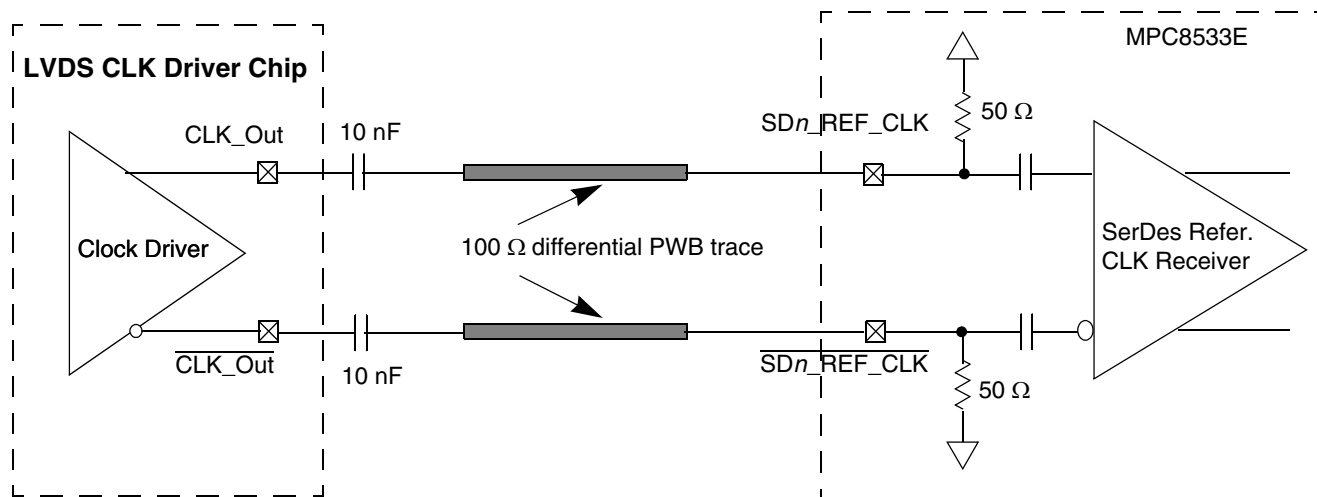 MPC8533E
LVDS CLK Driver Chip
50 Ω
CLK_Out
10 nF
SDn_REF_CLK
Clock Driver
100 Ω differential PWB trace
SerDes Refer.
CLK Receiver
CLK_Out
10 nF
SDn_REF_CLK
50 Ω